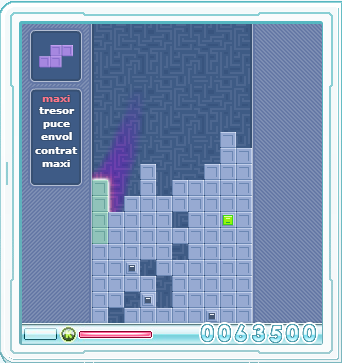 maxi
tresor
puce
envol
contrat
maxi
0063500